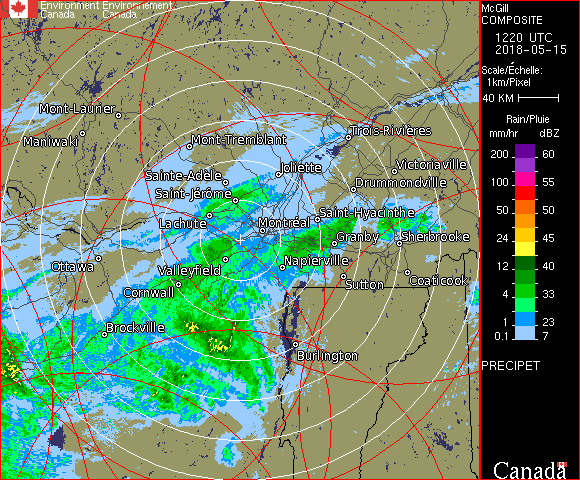 Environment Environnement
Canada Canada
McGill
COMPOSITE
1220 UTC
2018-05-15
Scale/Échelle:
1km/Pixel
40 KM
Rain/Pluie
mm/hr dBZ
200 60
100 55
50 50
24 45
12 40
4 33
0.1 7
Mont-Laurier
Maniwaki
Mont-Tremblant
Trois-Rivières
Sainte-Adèle
Joliette
Victoriaville
Saint-Jérôme
Drummondville
Lachute
Montréal
Saint-Hyacinthe
Granby
Sherbrooke
Ottawa
Valleyfield
Napierville
Cornwall
Sutton
Coaticook
Brockville
Burlington
PRECIPET
Canada